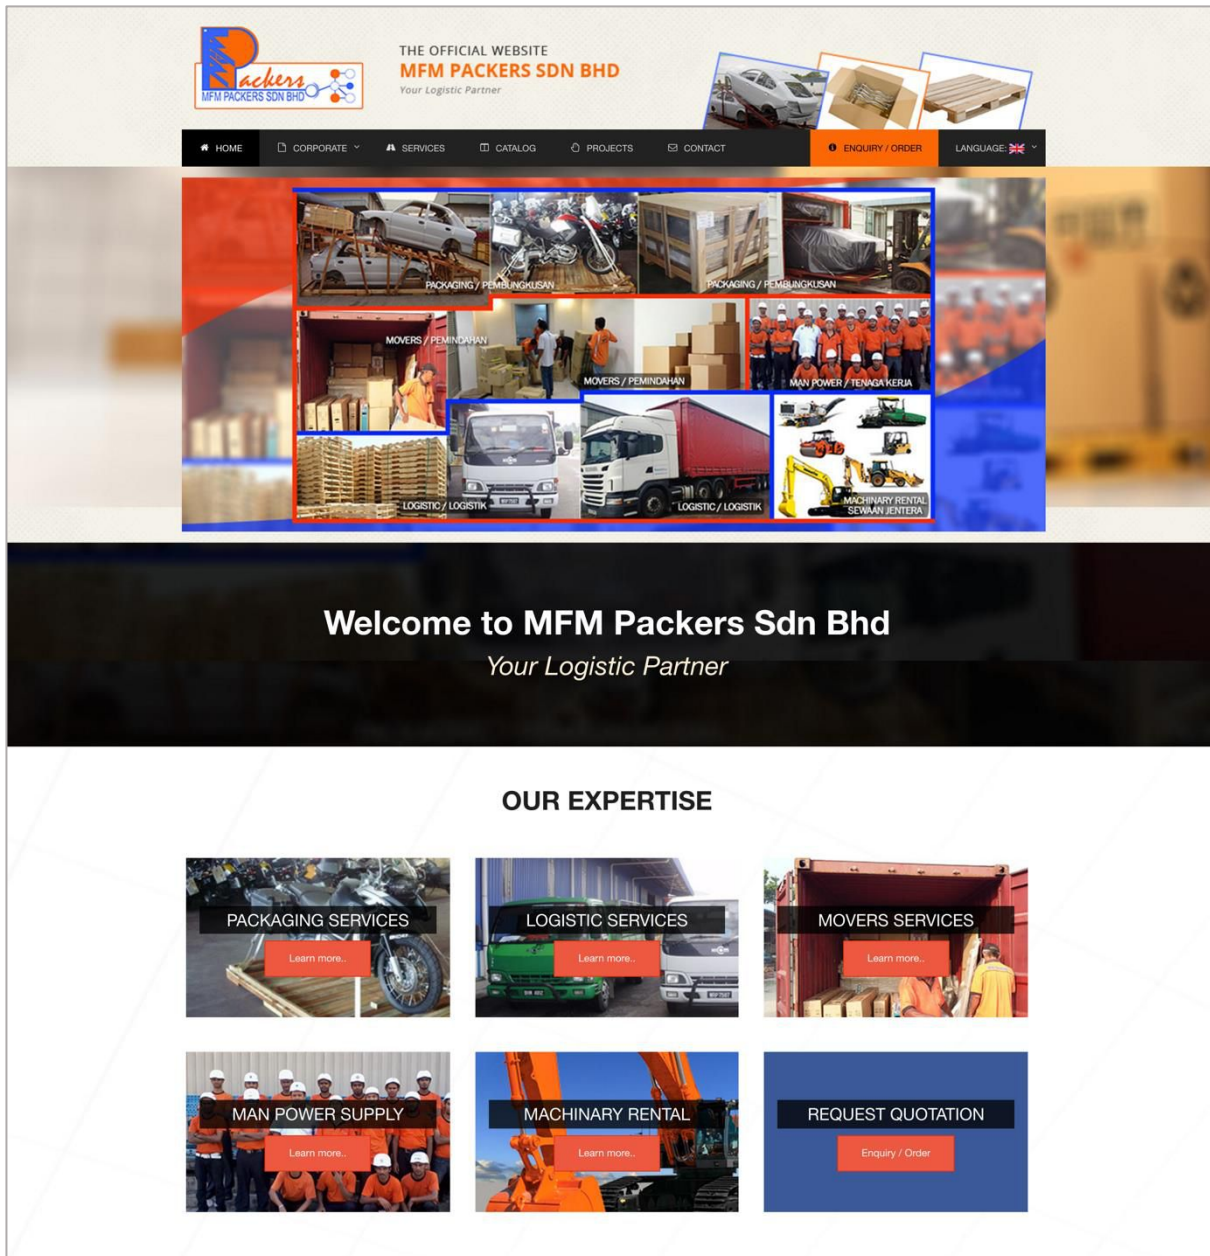 Packers
MFM PACKERS SDN BHD
THE OFFICIAL WEBSITE
MFM PACKERS SDN BHD
Your Logistic Partner
HOME CORPORATE SERVICES CATALOG PROJECTS CONTACT ENQUIRY / ORDER LANGUAGE:
PACKAGING / PEMBUNGKUSAN
PACKAGING / PEMBUNGKUSAN
MOVERS / PEMINDAHAN
MOVERS / PEMINDAHAN
MAN POWER / TENAGA KERJA
LOGISTIC / LOGISTIK
LOGISTIC / LOGISTIK
MACHINARY RENTAL
SEWAAN JENTERA
Welcome to MFM Packers Sdn Bhd
Your Logistic Partner
OUR EXPERTISE
PACKAGING SERVICES
Learn more..
LOGISTIC SERVICES
Learn more..
MOVERS SERVICES
Learn more..
MAN POWER SUPPLY
Learn more..
MACHINARY RENTAL
Learn more..
REQUEST QUOTATION
Enquiry / Order